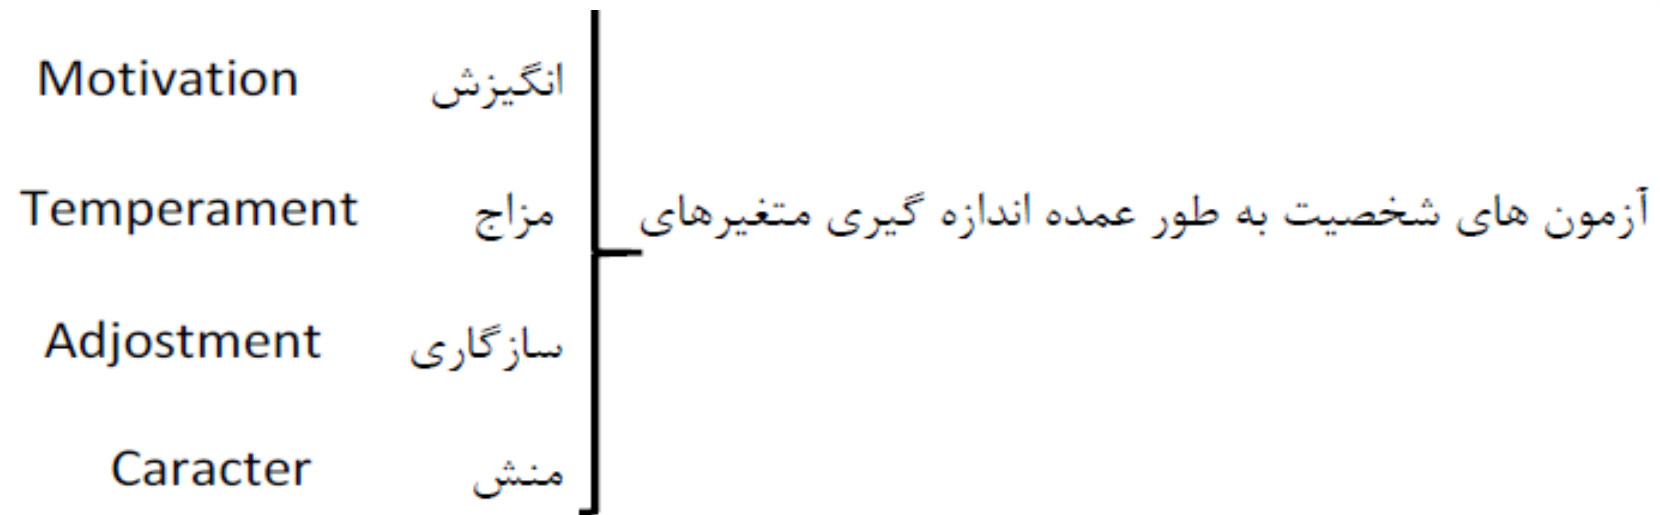 آزمون های شخصیت به طور عمده اندازه گیری متغیرهای
انگیزش Motivation
مزاج Temperament
سازگاری Adjostment
منش Caracter